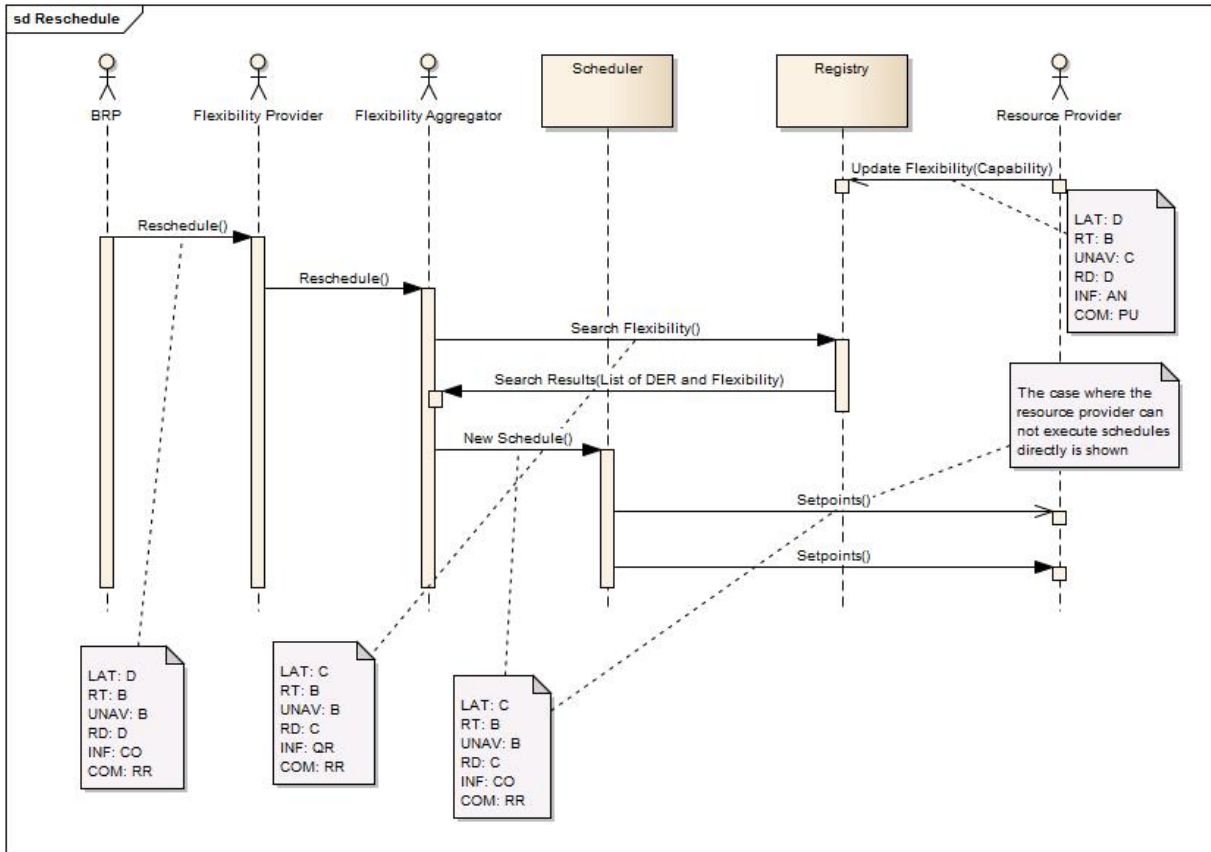 sd Reschedule
BRP
Flexibility Provider
Flexibility Aggregator
Scheduler
Registry
Resource Provider
Update Flexibility(Capability)
LAT: D
RT: B
UNAV: C
RD: D
INF: AN
COM: PU
Reschedule()
Reschedule()
Search Flexibility()
Search Results(List of DER and Flexibility)
The case where the
resource provider can
not execute schedules
directly is shown
New Schedule()
Setpoints()
Setpoints()
LAT: D
RT: B
UNAV: B
RD: D
INF: CO
COM: RR
LAT: C
RT: B
UNAV: B
RD: C
INF: QR
COM: RR
LAT: C
RT: B
UNAV: B
RD: C
INF: CO
COM: RR